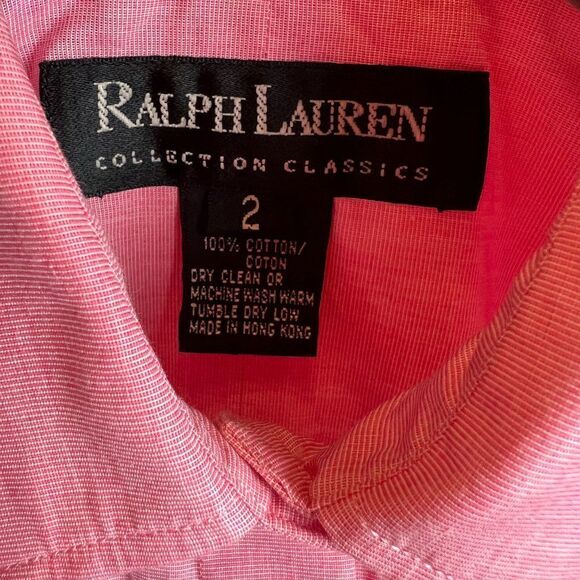 RALPH LAUREN
COLLECTION CLASSICS
2
100% COTTON/
COTON
DRY CLEAN OR
MACHINE WASH WARM
TUMBLE DRY LOW
MADE IN HONG KONG